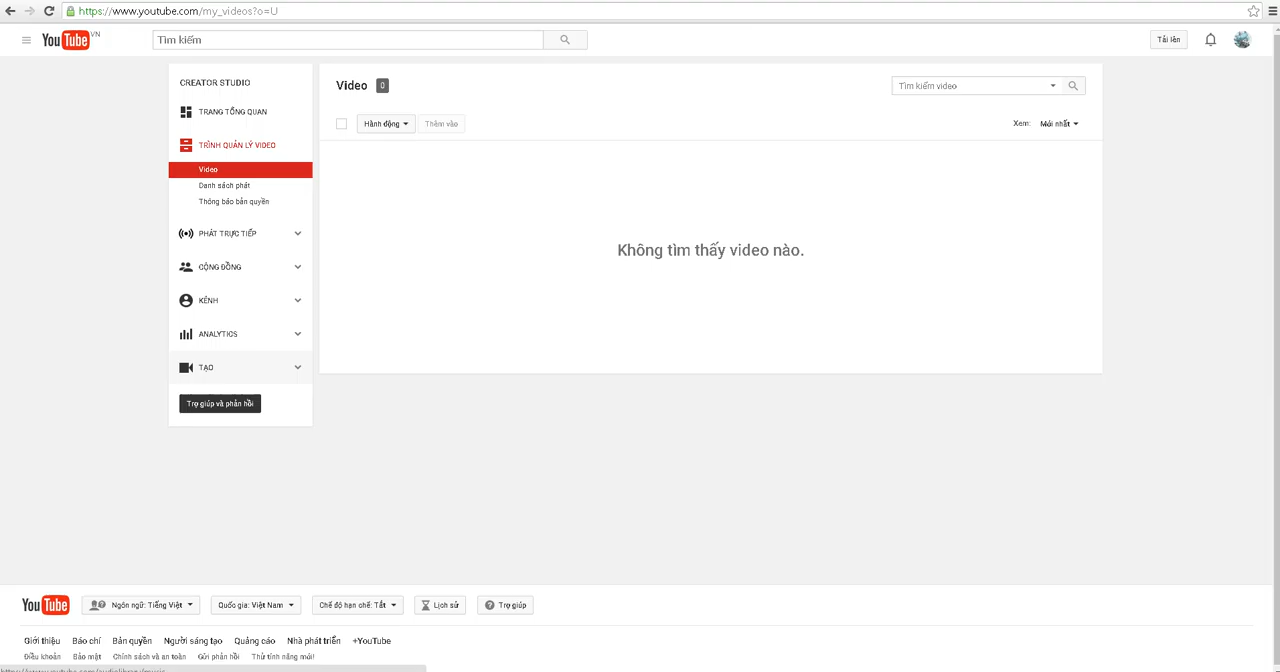 https://www.youtube.com/my_videos?o=U
YouTube VN
Tìm kiếm
Tải lên
CREATOR STUDIO
TRANG TỔNG QUAN
TRÌNH QUẢN LÝ VIDEO
Video
Danh sách phát
Thông báo bản quyền
PHÁT TRỰC TIẾP
CỘNG ĐỒNG
KÊNH
ANALYTICS
TẠO
Trợ giúp và phản hồi
Video 0
Tìm kiếm video
Hành động Thêm vào
Xem: Mới nhất
Không tìm thấy video nào.
YouTube Ngôn ngữ: Tiếng Việt Quốc gia: Việt Nam Chế độ hạn chế: Tắt Lịch sử Trợ giúp
Giới thiệu Báo chí Bản quyền Người sáng tạo Quảng cáo Nhà phát triển +YouTube
Điều khoản Bảo mật Chính sách và an toàn Gửi phản hồi Thử tính năng mới!